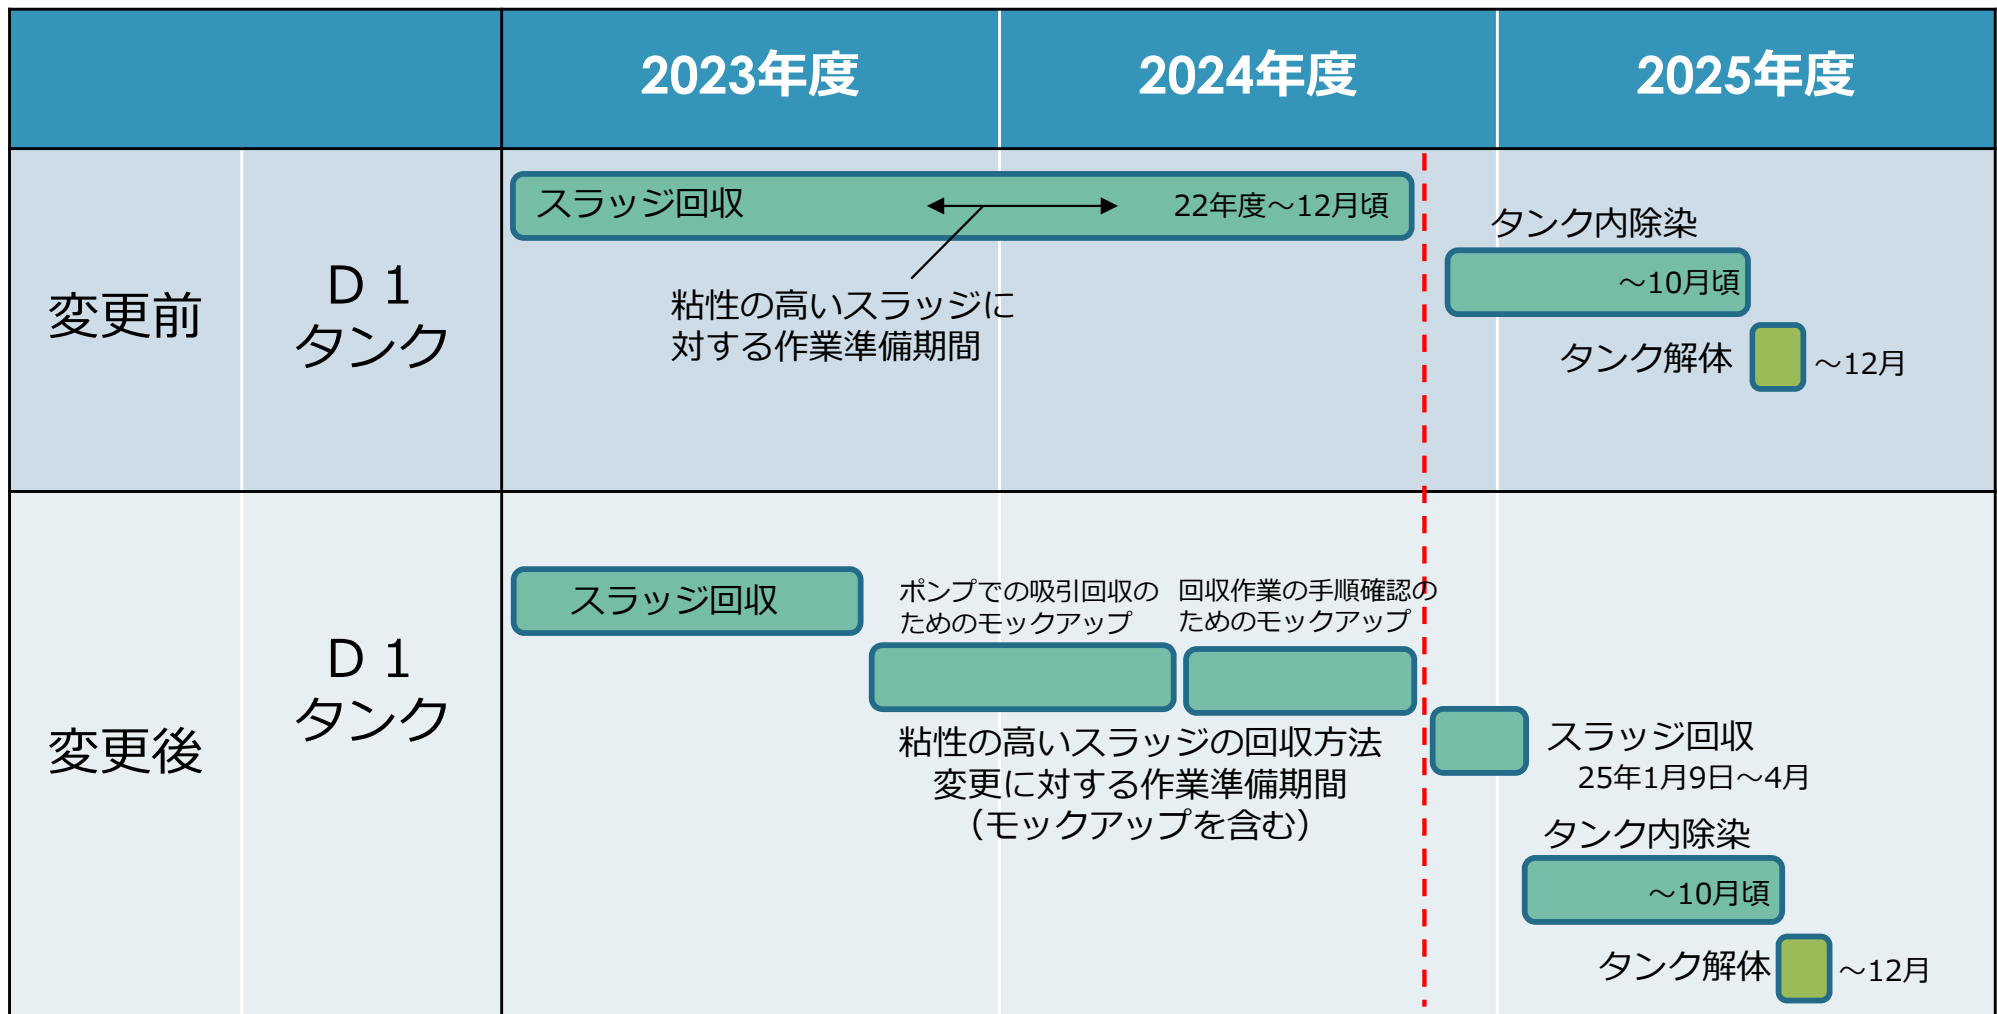 2023年度
2024年度
2025年度
変更前
Ｄ１
タンク
スラッジ回収
22年度～12月頃
粘性の高いスラッジに
対する作業準備期間
タンク内除染
～10月頃
タンク解体
～12月
変更後
Ｄ１
タンク
スラッジ回収
ポンプでの吸引回収の
ためのモックアップ
回収作業の手順確認の
ためのモックアップ
粘性の高いスラッジの回収方法
変更に対する作業準備期間
（モックアップを含む）
スラッジ回収
25年1月9日～4月
タンク内除染
～10月頃
タンク解体
～12月